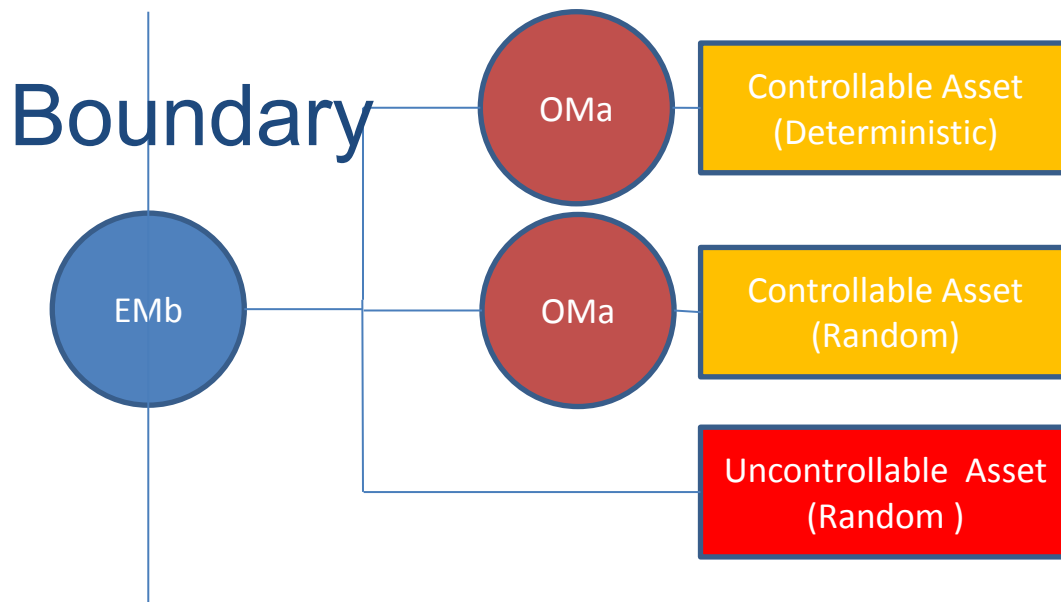 Boundary
OMa
Controllable Asset
(Deterministic)
EMb
OMa
Controllable Asset
(Random)
Uncontrollable  Asset
(Random )